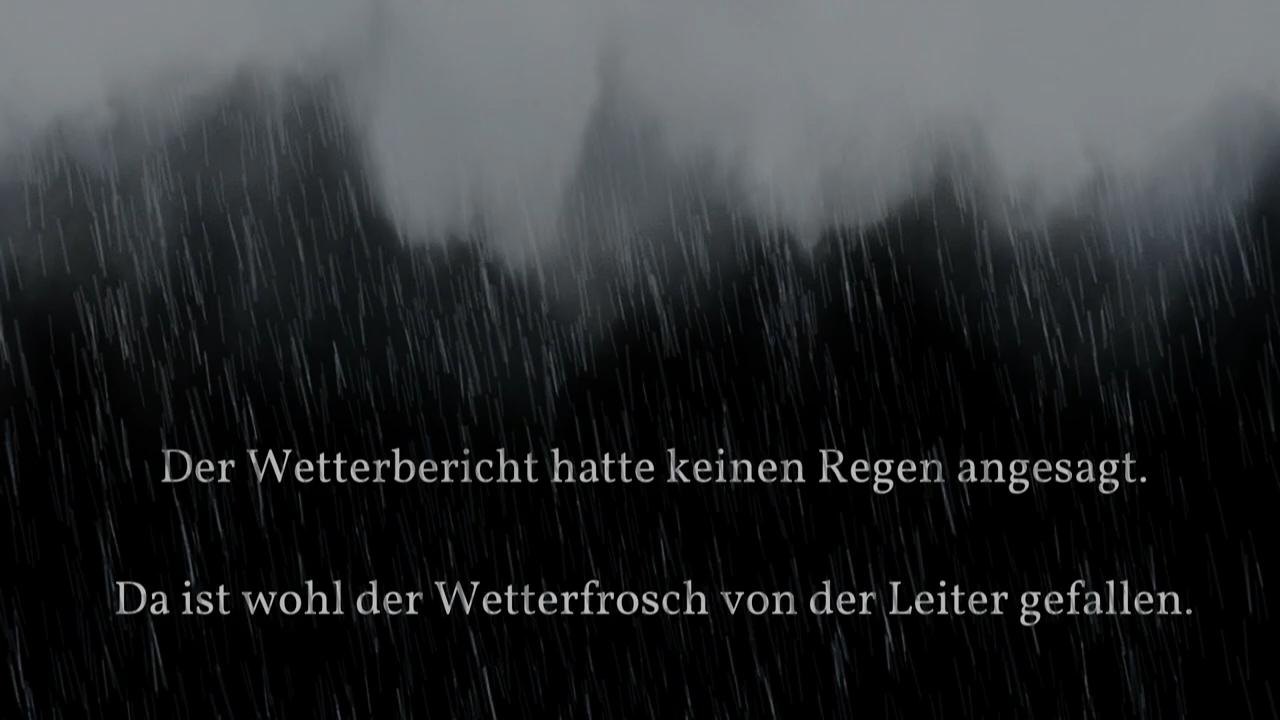 Der Wetterbericht hatte keinen Regen angesagt.
Da ist wohl der Wetterfrosch von der Leiter gefallen.